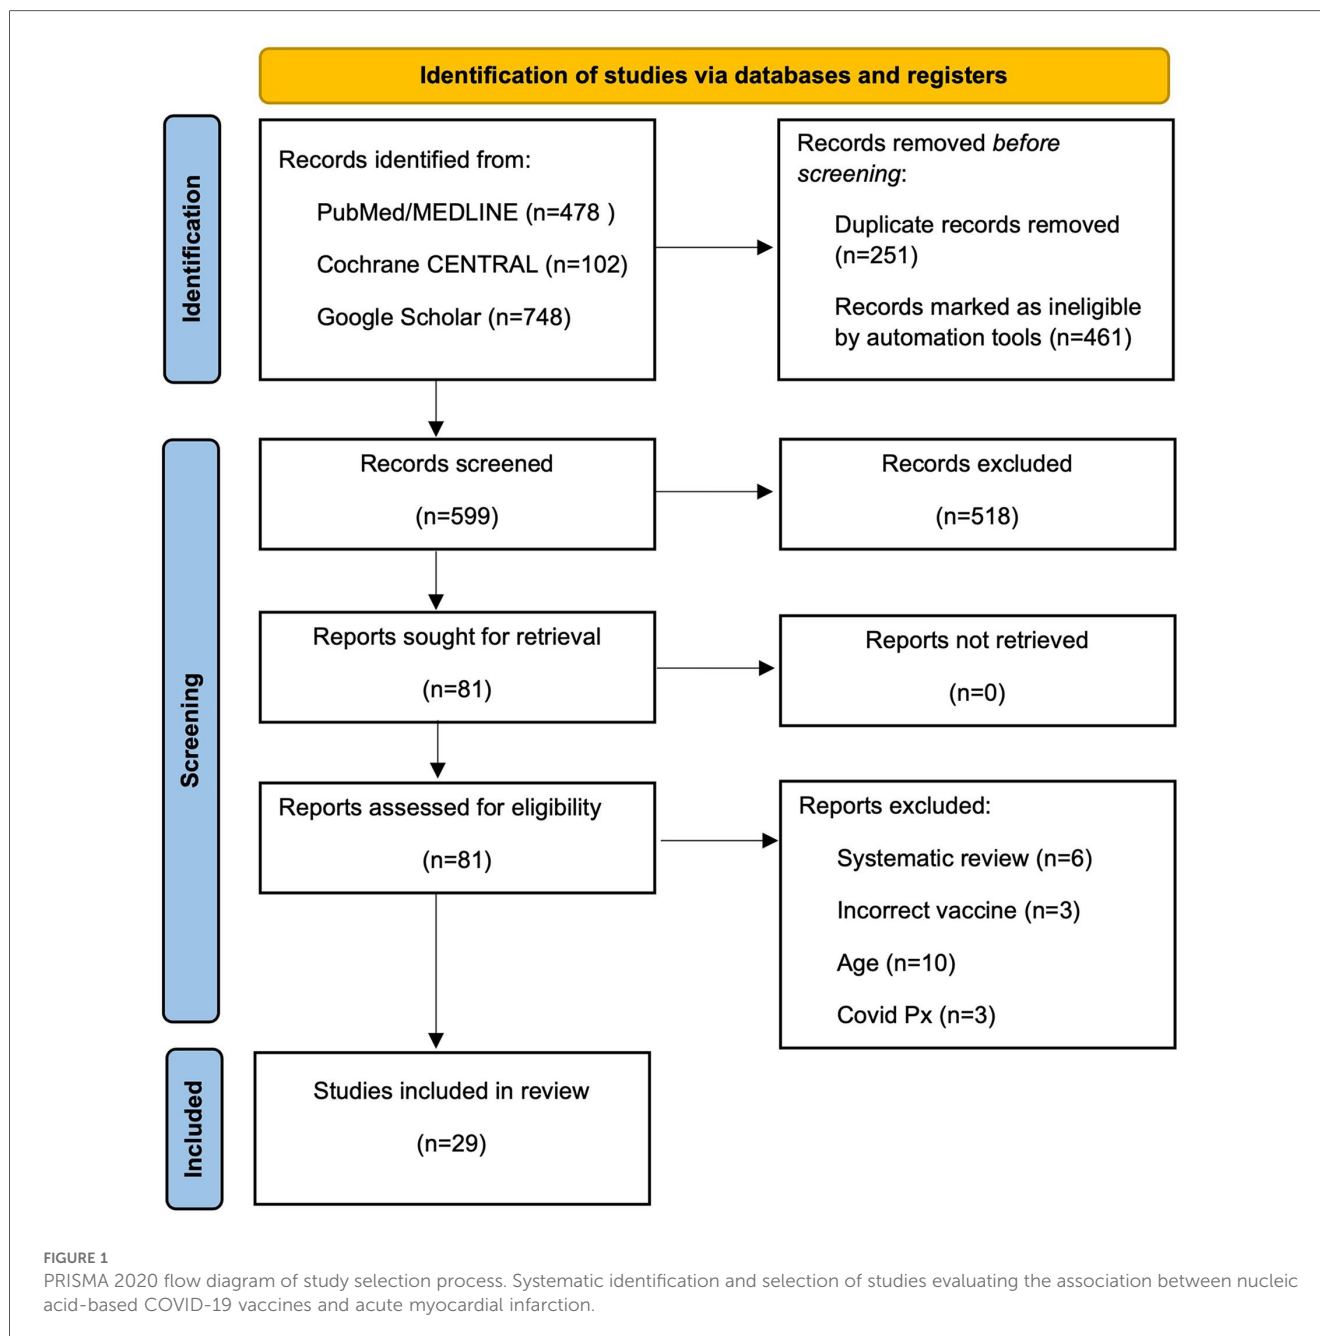 Identification of studies via databases and registers
Identification
Records identified from:
PubMed/MEDLINE (n=478 )
Cochrane CENTRAL (n=102)
Google Scholar (n=748)
Records removed before
screening:
Duplicate records removed
(n=251)
Records marked as ineligible
by automation tools (n=461)
Screening
Records screened
(n=599)
Records excluded
(n=518)
Reports sought for retrieval
(n=81)
Reports not retrieved
(n=0)
Reports assessed for eligibility
(n=81)
Reports excluded:
Systematic review (n=6)
Incorrect vaccine (n=3)
Age (n=10)
Covid Px (n=3)
Included
Studies included in review
(n=29)
FIGURE 1
PRISMA 2020 flow diagram of study selection process. Systematic identification and selection of studies evaluating the association between nucleic
acid-based COVID-19 vaccines and acute myocardial infarction.